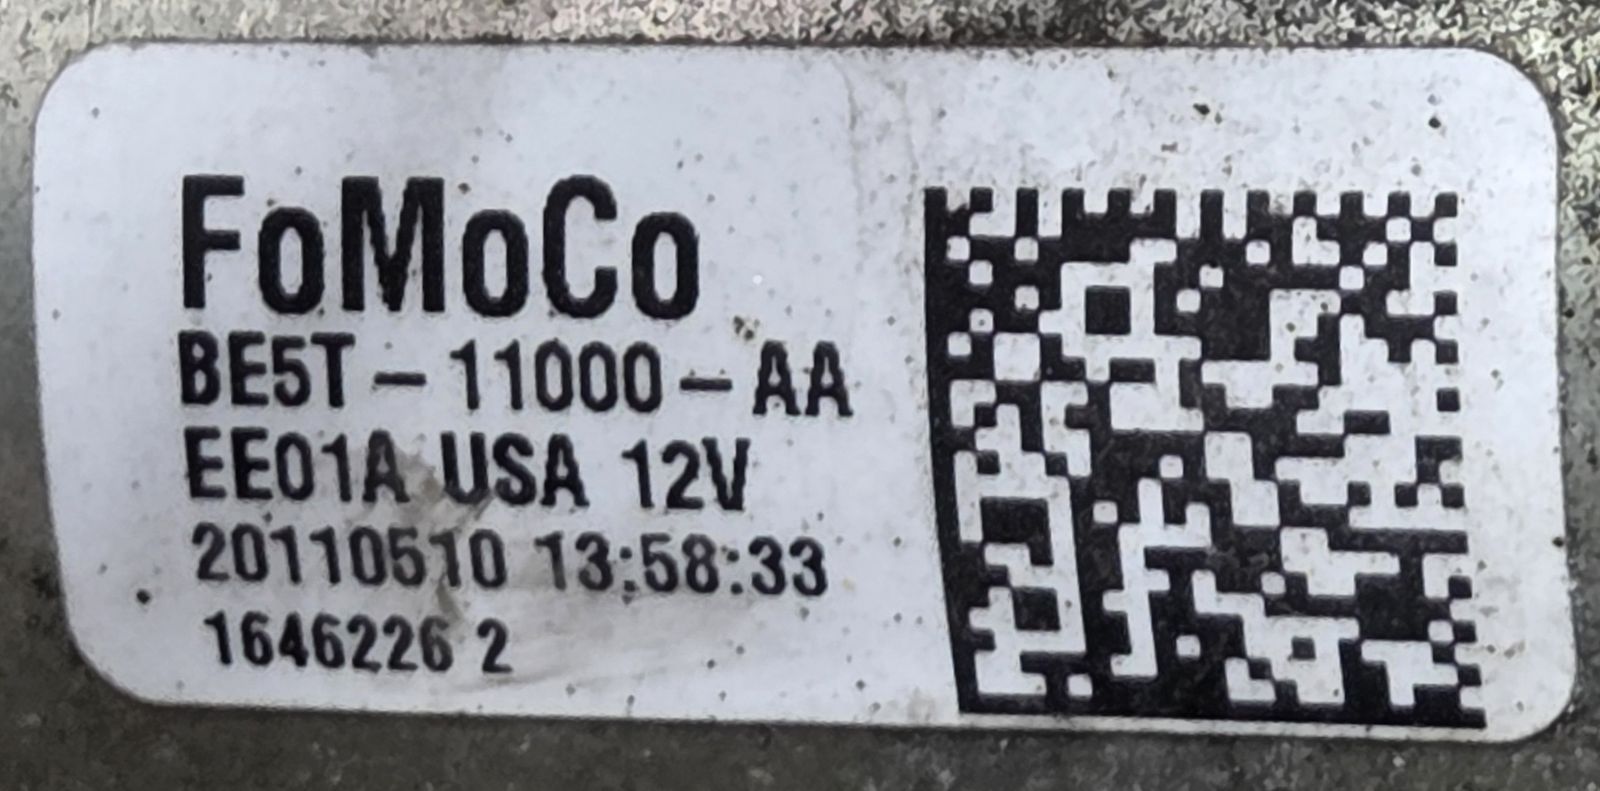 FoMoCo
BE5T-11000-AA
EE01A USA 12V
20110510 13:58:33
1646226 2